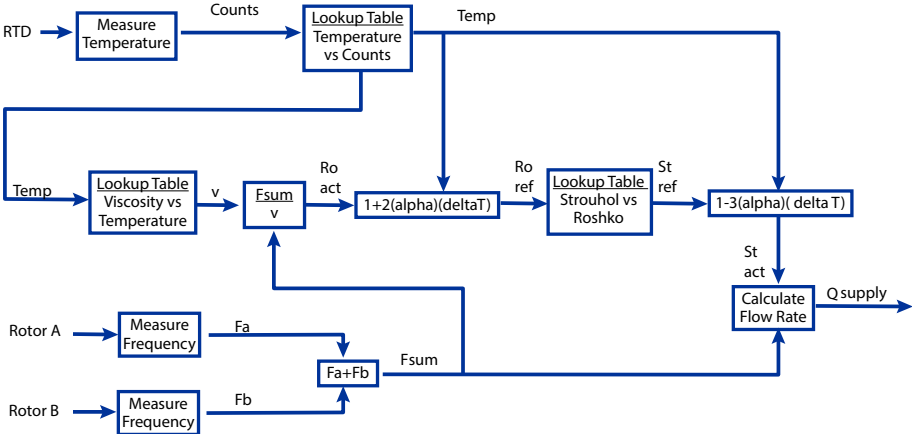 RTD
Measure
Temperature
Counts
Lookup Table
Temperature
vs Counts
Temp
Temp
Lookup Table
Viscosity vs
Temperature
v
Fsum
v
Ro
act
1+2(alpha)(deltaT)
Ro
ref
Lookup Table
Strouhol vs
Roshko
St
ref
1-3(alpha)( delta T)
St
act
Calculate
Flow Rate
Q supply
Rotor A
Measure
Frequency
Fa
Fa+Fb
Fsum
Rotor B
Measure
Frequency
Fb